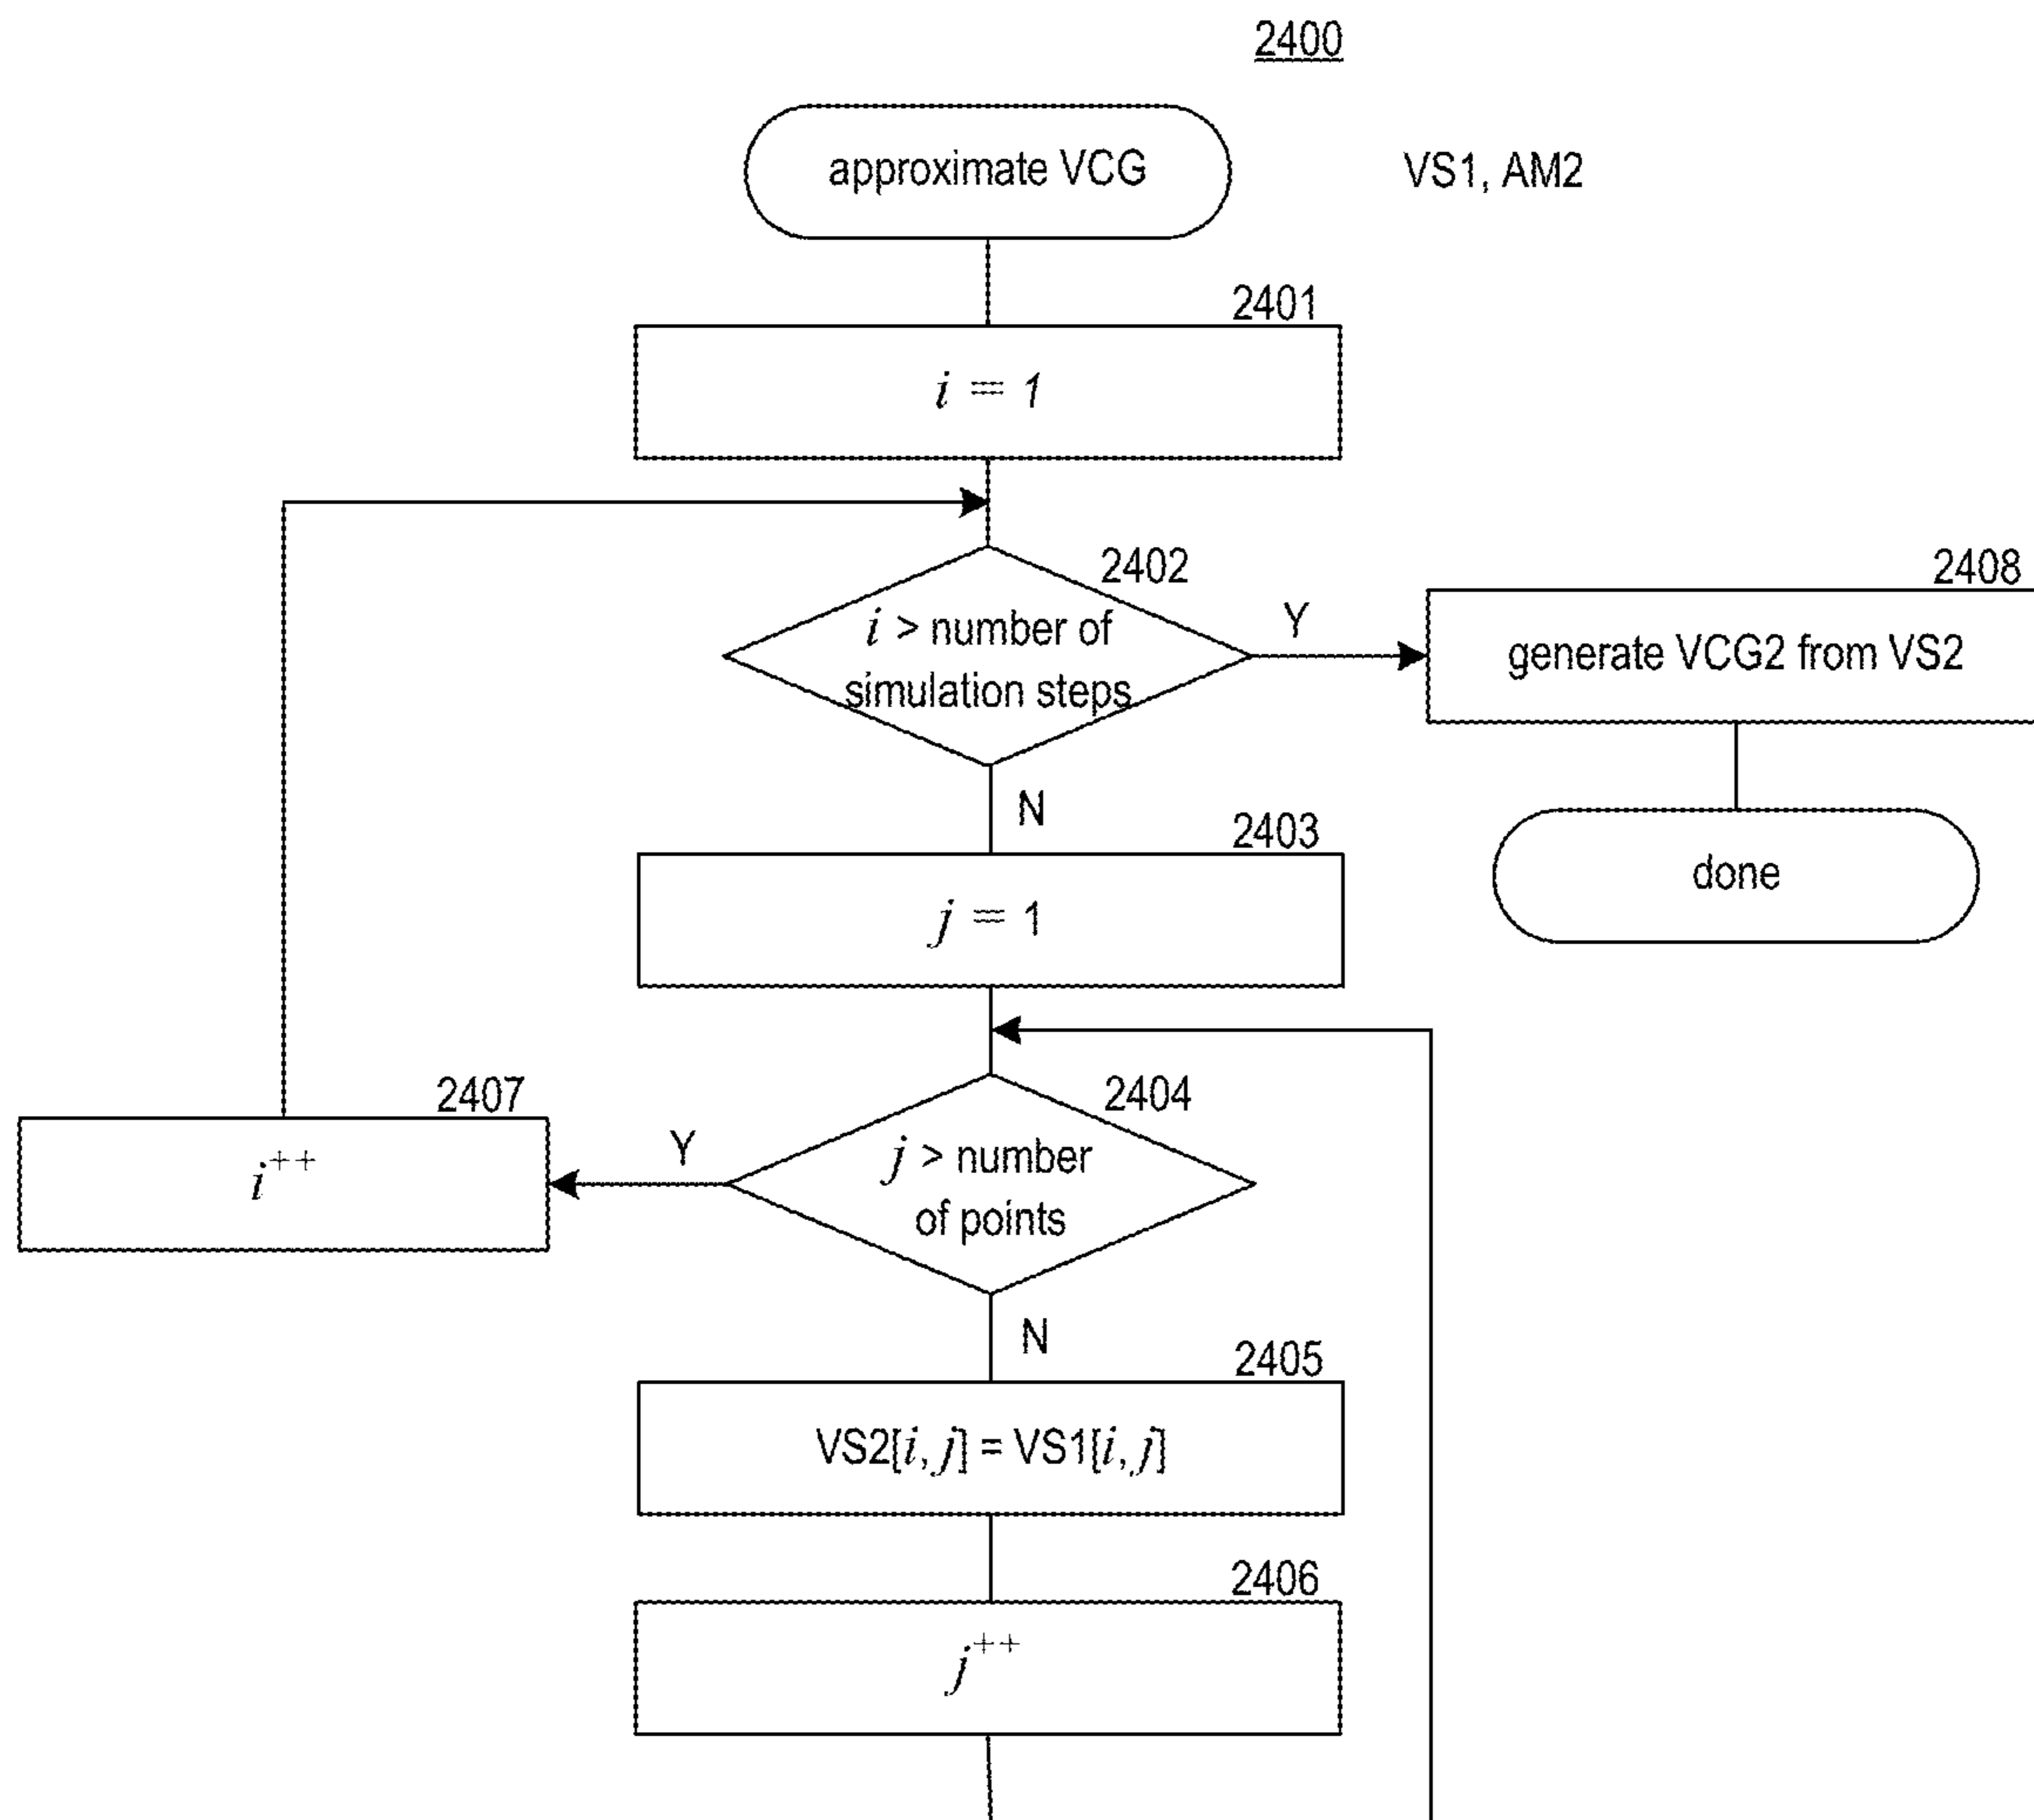 2400
approximate VCG
VS1, AM2
2401
i = 1
2402
i > number of
simulation steps
Y
2408
generate VCG2 from VS2
N
2403
done
j = 1
2407
2404
i++
Y
j > number
of points
N
2405
VS2[i, j] = VS1[i, j]
2406
j++